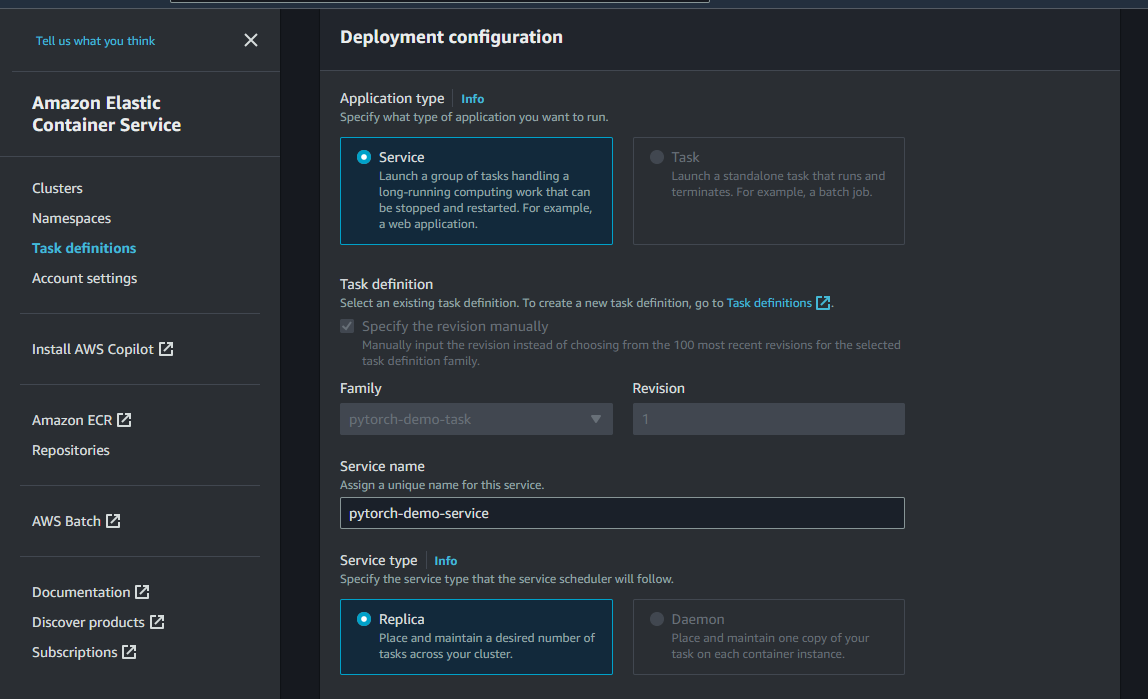 Tell us what you think
Amazon Elastic
Container Service
Clusters
Namespaces
Task definitions
Account settings
Install AWS Copilot
Amazon ECR
Repositories
AWS Batch
Documentation
Discover products
Subscriptions
Deployment configuration
Application type Info
Specify what type of application you want to run.
Service
Launch a group of tasks handling a
long-running computing work that can
be stopped and restarted. For example,
a web application.
Task
Launch a standalone task that runs and
terminates. For example, a batch job.
Task definition
Select an existing task definition. To create a new task definition, go to Task definitions.
Specify the revision manually
Manually input the revision instead of choosing from the 100 most recent revisions for the selected
task definition family.
Family
pytorch-demo-task
Revision
1
Service name
Assign a unique name for this service.
pytorch-demo-service
Service type Info
Specify the service type that the service scheduler will follow.
Replica
Place and maintain a desired number of
tasks across your cluster.
Daemon
Place and maintain one copy of your
task on each container instance.